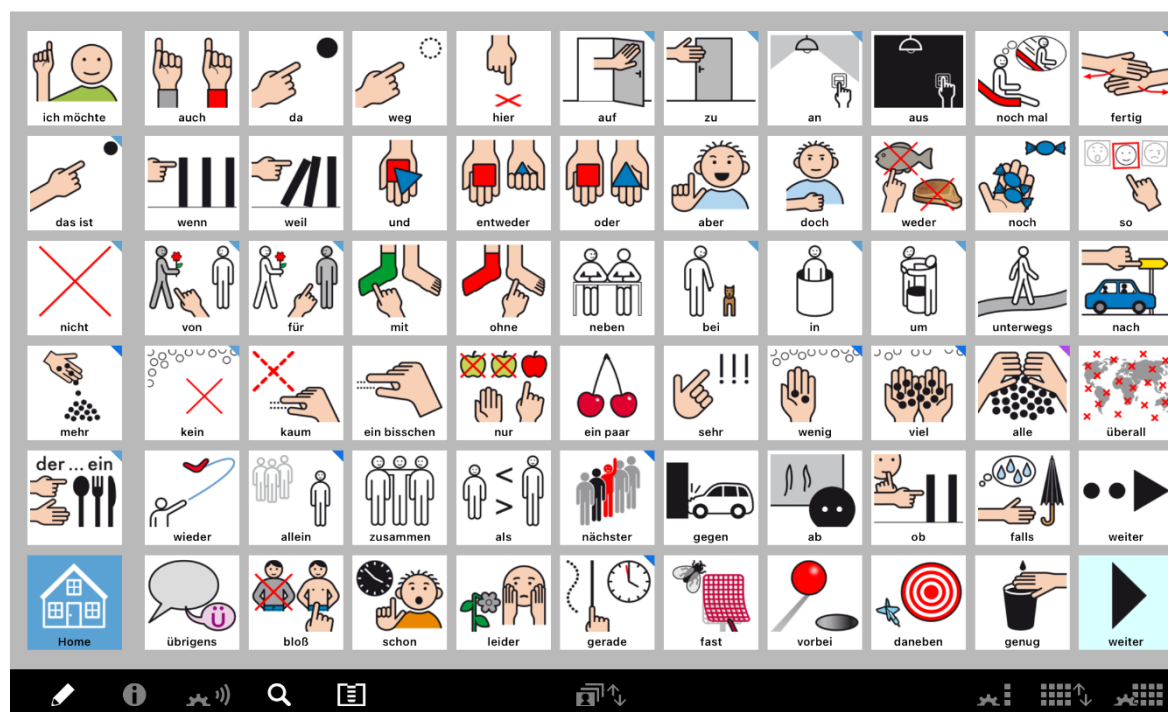 ich möchte auch da weg hier auf zu an aus noch mal fertig
das ist wenn weil und entweder oder aber doch weder noch so
nicht von für mit ohne neben bei in um unterwegs nach
!!!
mehr kein kaum ein bisschen nur ein paar sehr wenig viel alle überall
der ... ein
< >
wieder allein zusammen als nächster gegen ab ob falls weiter
ü
Home übrigens bloß schon leider gerade fast vorbei daneben genug weiter